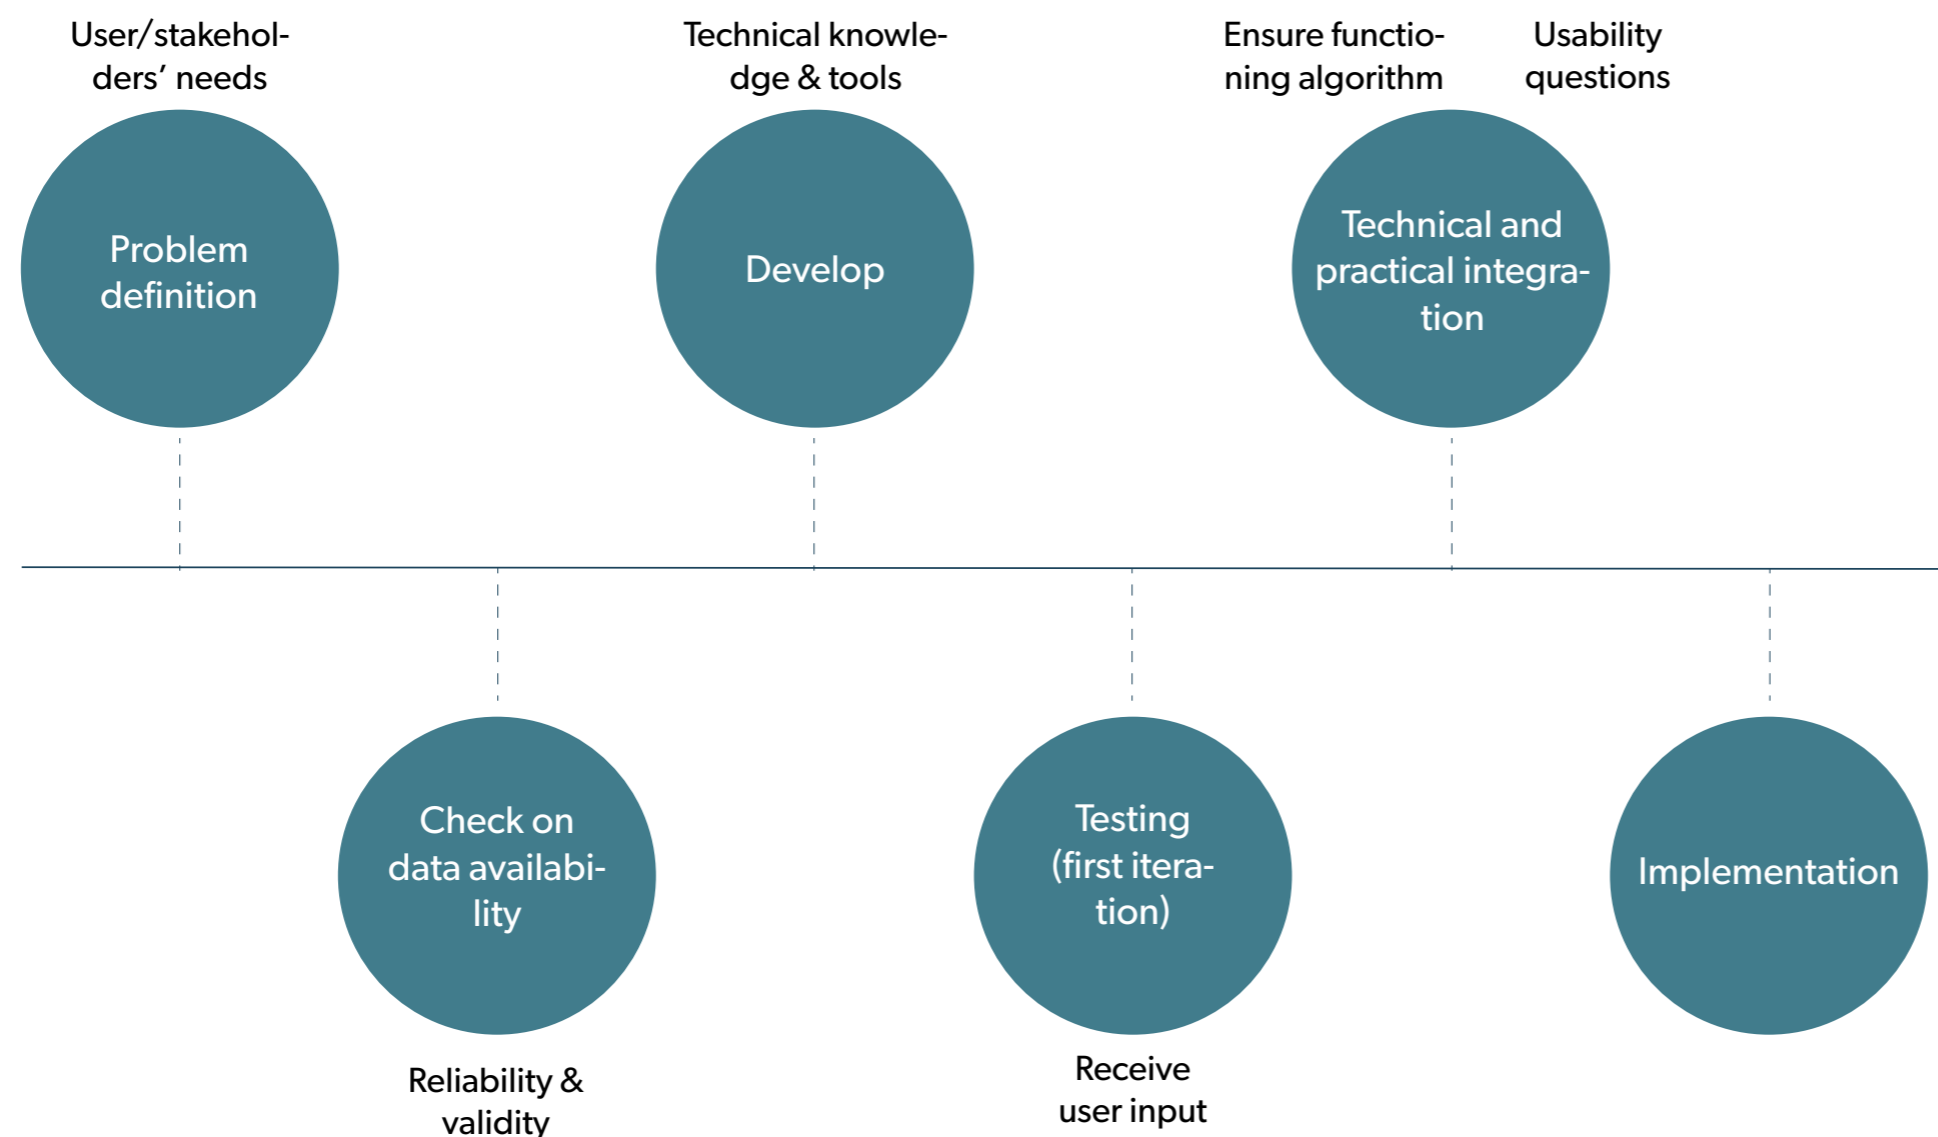 User/stakehol-
ders’ needs
Problem
definition
Technical knowle-
dge & tools
Develop
Ensure functio-
ning algorithm
Usability
questions
Technical and
practical integra-
tion
Check on
data availabi-
lity
Reliability &
validity
Testing
(first itera-
tion)
Receive
user input
Implementation